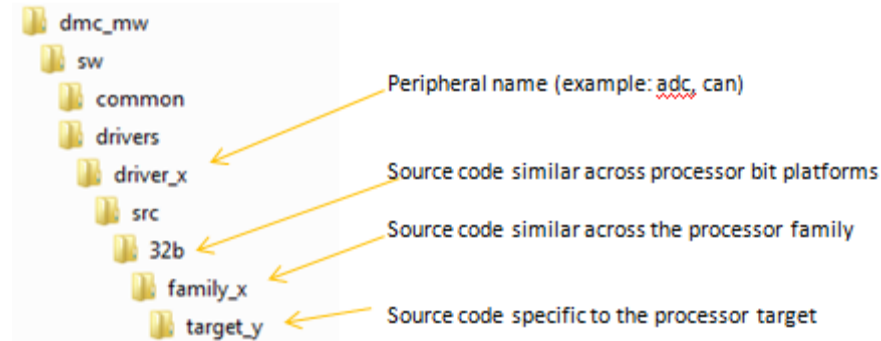 dmc_mw
sw
common
Peripheral name (example: adc, can)
drivers
driver_x
Source code similar across processor bit platforms
src
32b
Source code similar across the processor family
family_x
target_y
Source code specific to the processor target